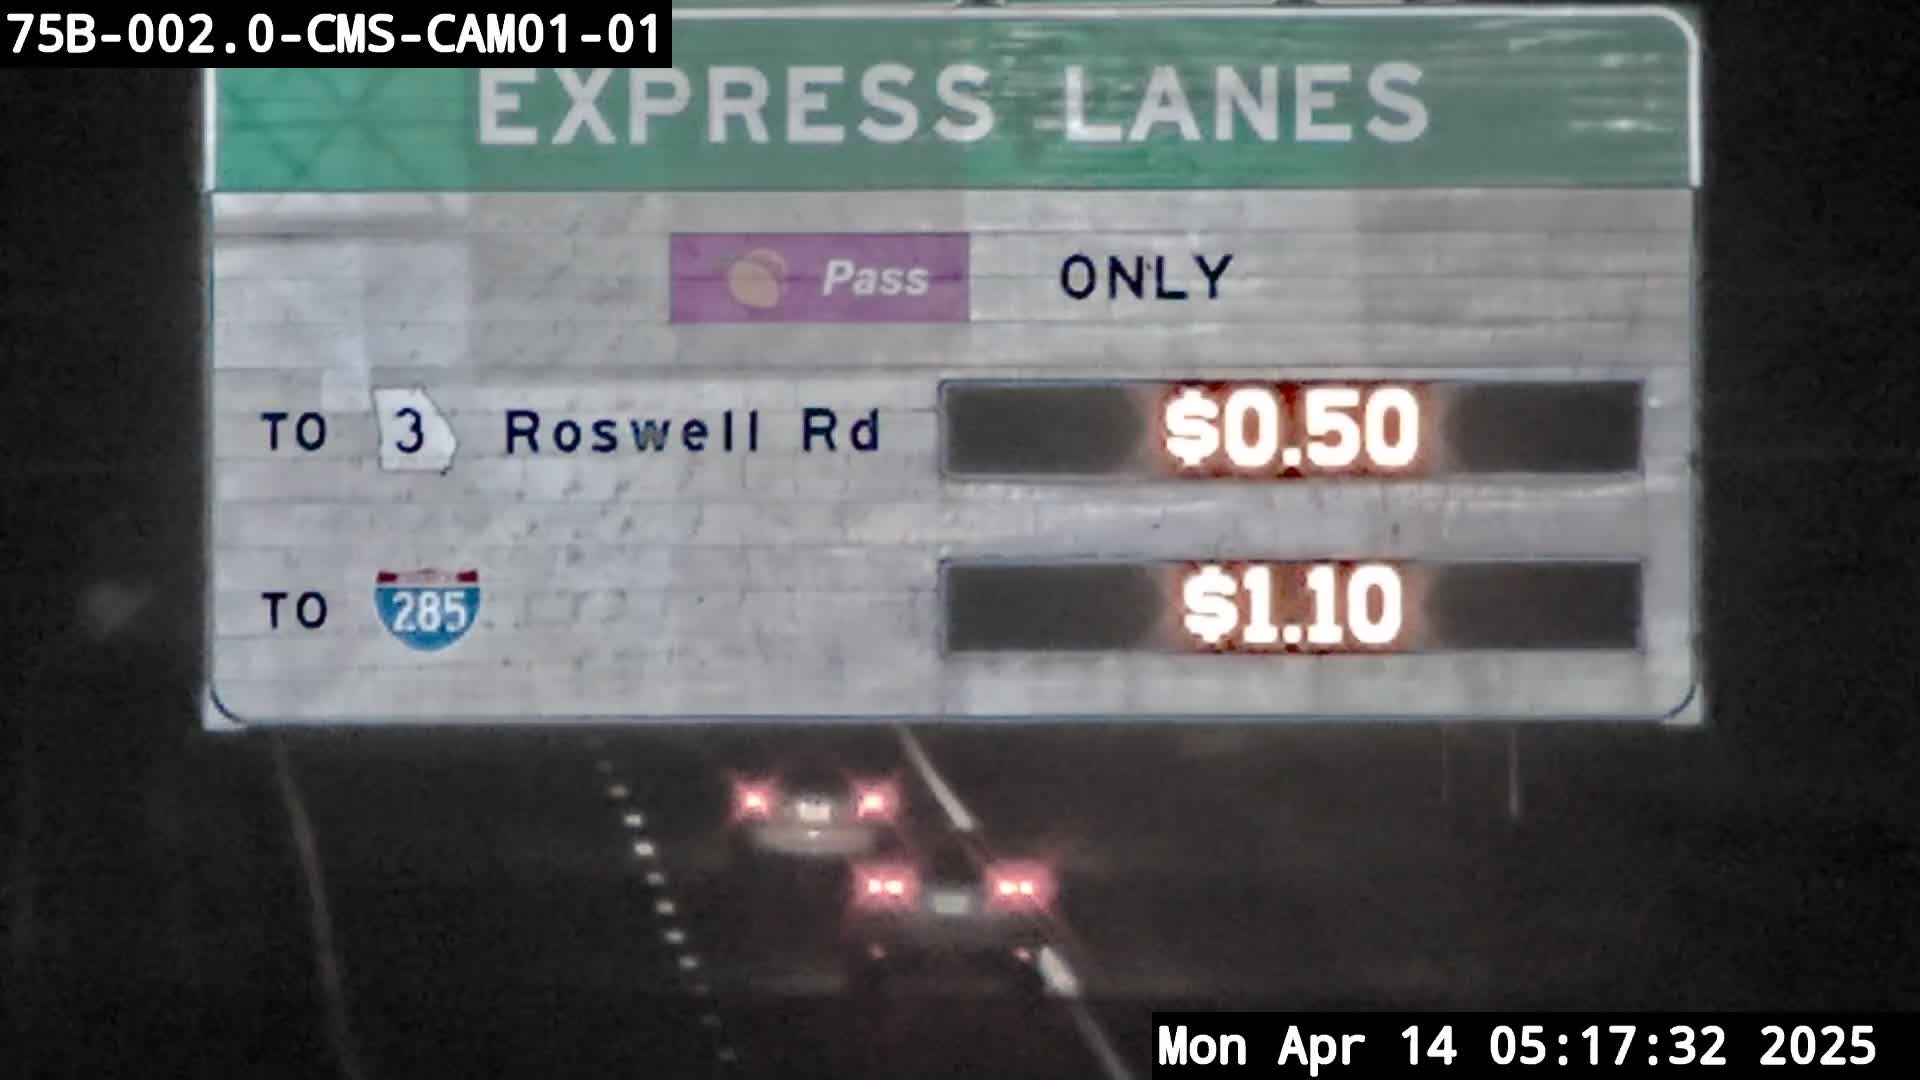 75B-002.0-CMS-CAM01-01
EXPRESS LANES
Pass ONLY
TO 3 Roswell Rd $0.50
TO 285 $1.10
Mon Apr 14 05:17:32 2025